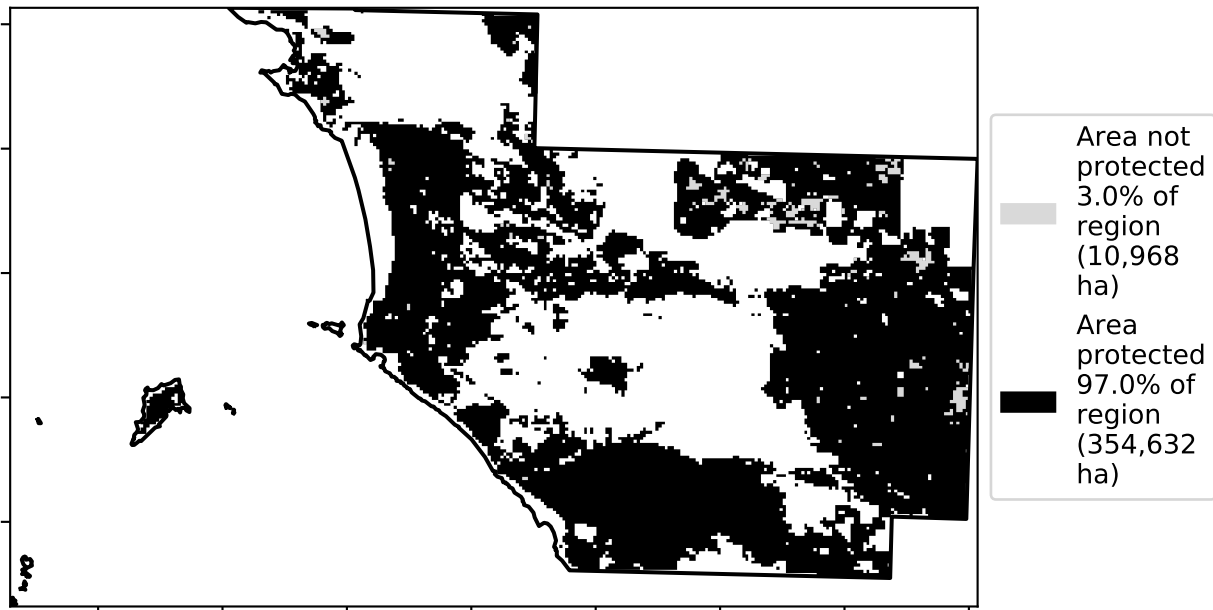 Area not
protected
3.0% of
region
(10,968
ha)
Area
protected
97.0% of
region
(354,632
ha)